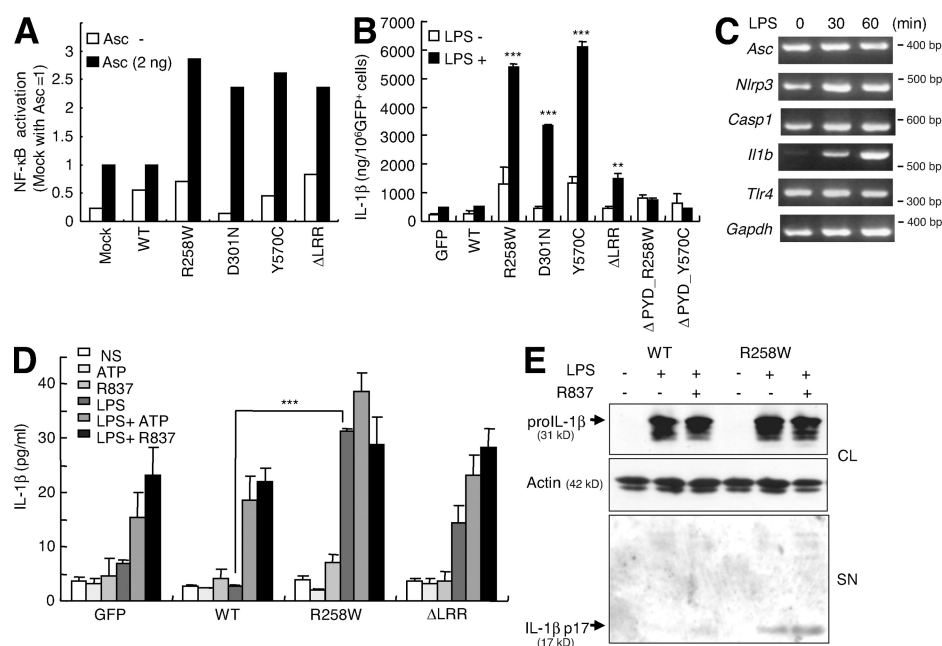 A
Asc -
Asc (2 ng)
NF-κB activation
(Mock with Asc =1)
3
2.5
2
1.5
1
0.5
0
Mock
WT
R258W
D301N
Y570C
ΔLRR
B
LPS -
LPS +
IL-1β (ng/10⁶GFP⁺ cells)
7000
6000
5000
4000
3000
2000
1000
0
***
***
***
**
GFP
WT
R258W
D301N
Y570C
ΔLRR
Δ PYD_R258W
Δ PYD_Y570C
C
LPS 0 30 60 (min)
Asc
400 bp
Nlrp3
500 bp
Casp1
600 bp
Il1b
500 bp
Tlr4
300 bp
Gapdh
400 bp
D
NS
ATP
R837
LPS
LPS+ ATP
LPS+ R837
IL-1β (pg/ml)
40
30
20
10
0
***
GFP
WT
R258W
ΔLRR
E
WT R258W
LPS - + + - + +
R837 - - + - - +
proIL-1β
(31 kD)
CL
Actin (42 kD)
SN
IL-1β p17
(17 kD)